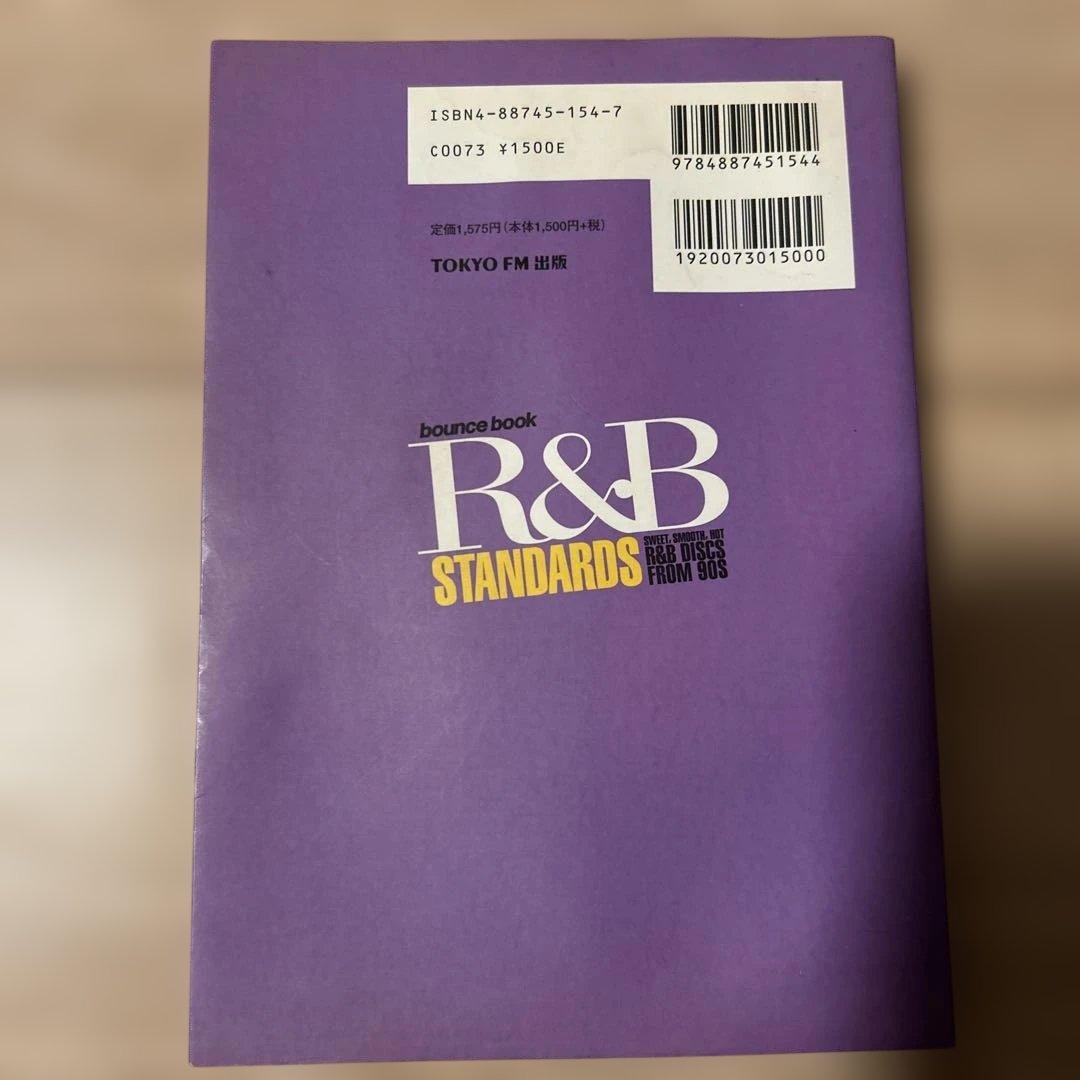 ISBN4-88745-154-7
C0073 ¥1500E
9784887451544
1920073015000
定価1,575円(本体1,500円+税)
TOKYO FM 出版
bounce book
R&B
STANDARDS
SWEET, SMOOTH, HOT
R&B DISCS
FROM 90S